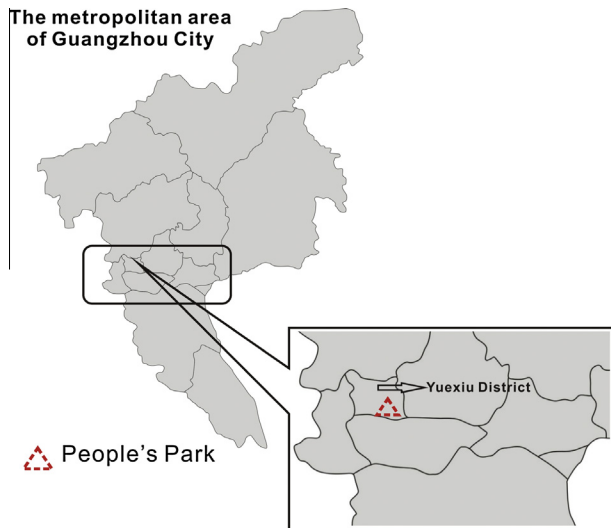 The metropolitan area
of Guangzhou City
Yuexiu District
People's Park